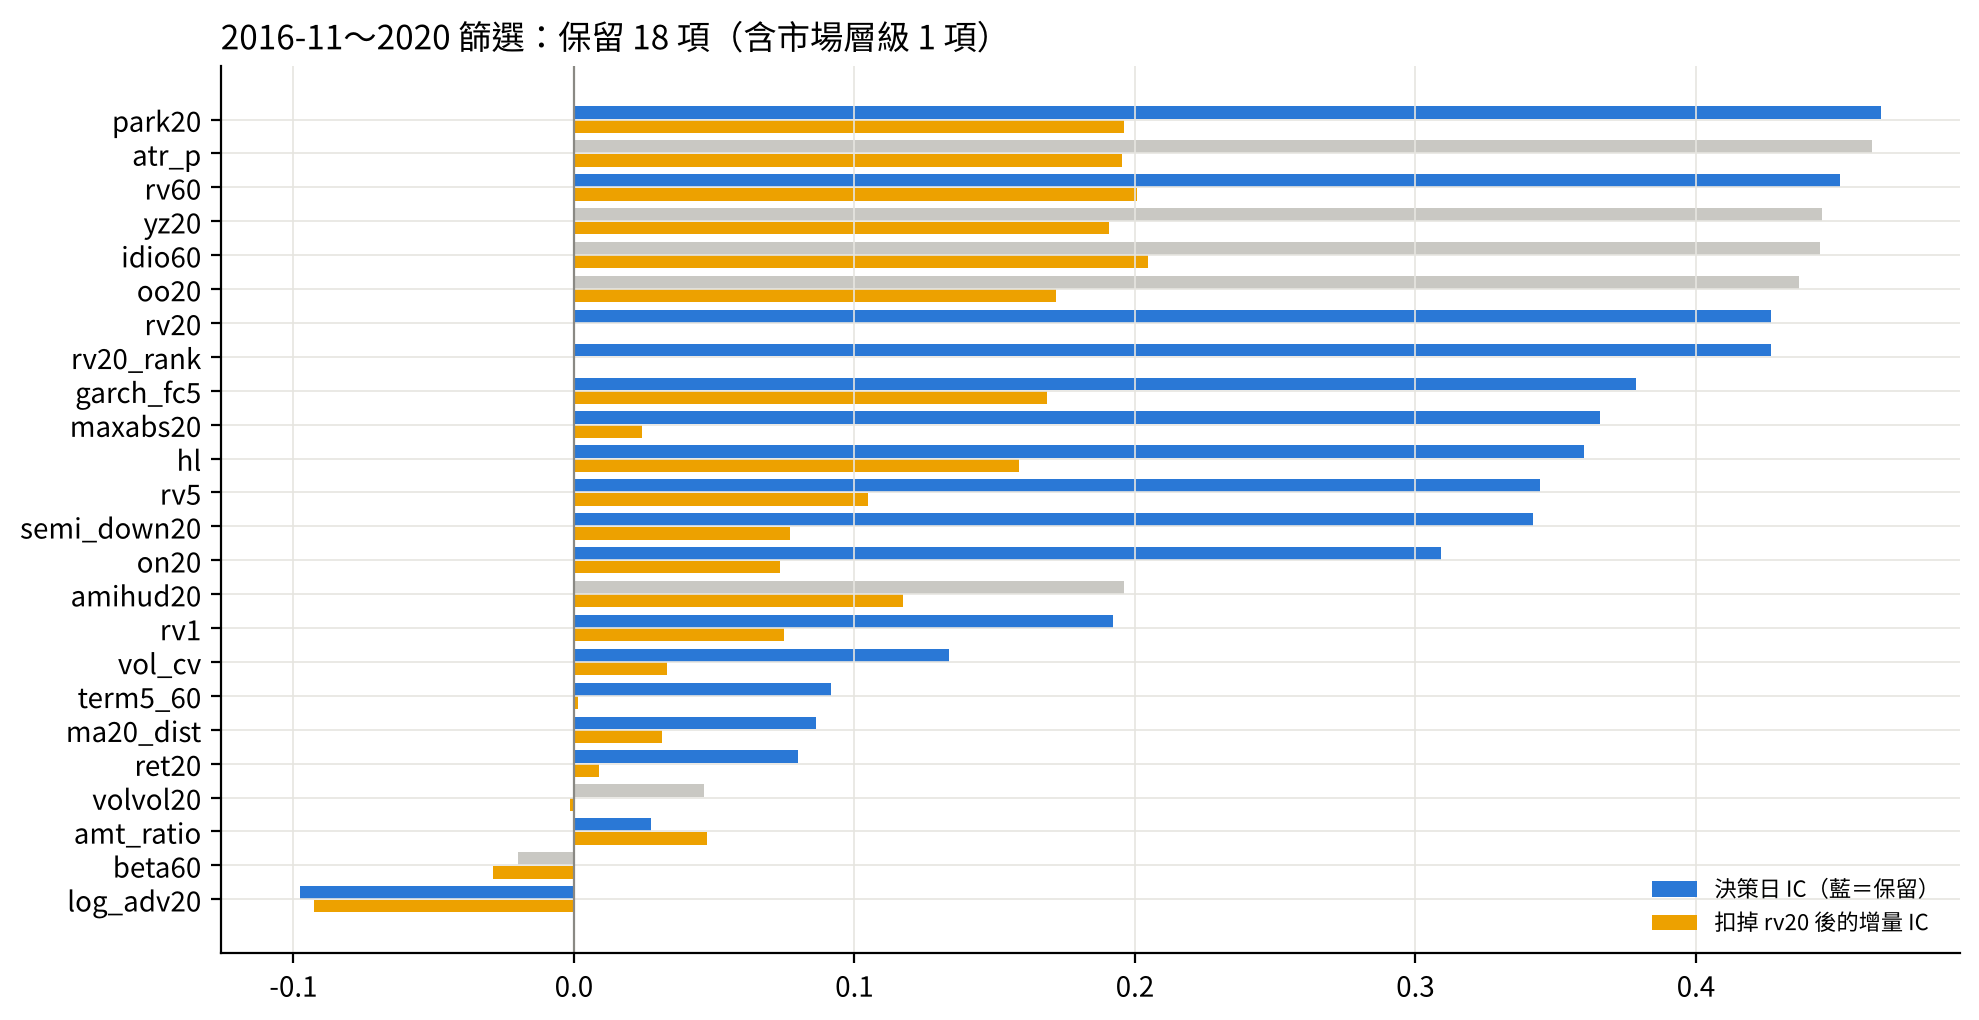 2016-11～2020 篩選：保留 18 項（含市場層級 1 項）
park20
atr_p
rv60
yz20
idio60
oo20
rv20
rv20_rank
garch_fc5
maxabs20
hl
rv5
semi_down20
on20
amihud20
rv1
vol_cv
term5_60
ma20_dist
ret20
volvol20
amt_ratio
beta60
log_adv20
決策日 IC（藍＝保留）
扣掉 rv20 後的增量 IC
-0.1 0.0 0.1 0.2 0.3 0.4